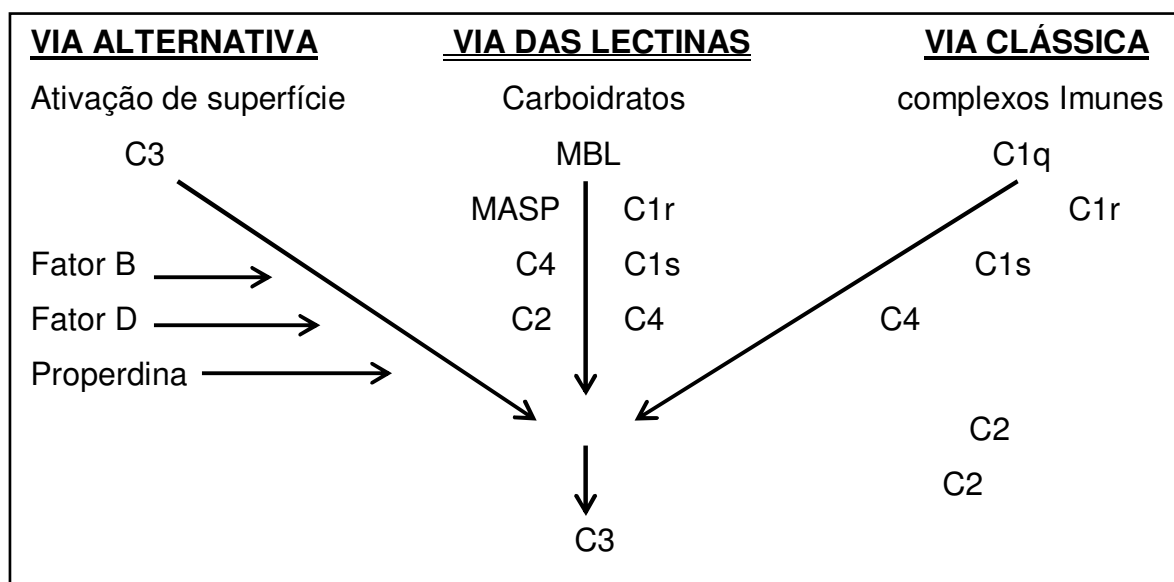 VIA ALTERNATIVA VIA DAS LECTINAS VIA CLÁSSICA
Ativação de superfície Carboidratos complexos Imunes
C3 MBL C1q
MASP C1r C1r
Fator B C4 C1s C1s
Fator D C2 C4 C4
Properdina
C2
C2
C3